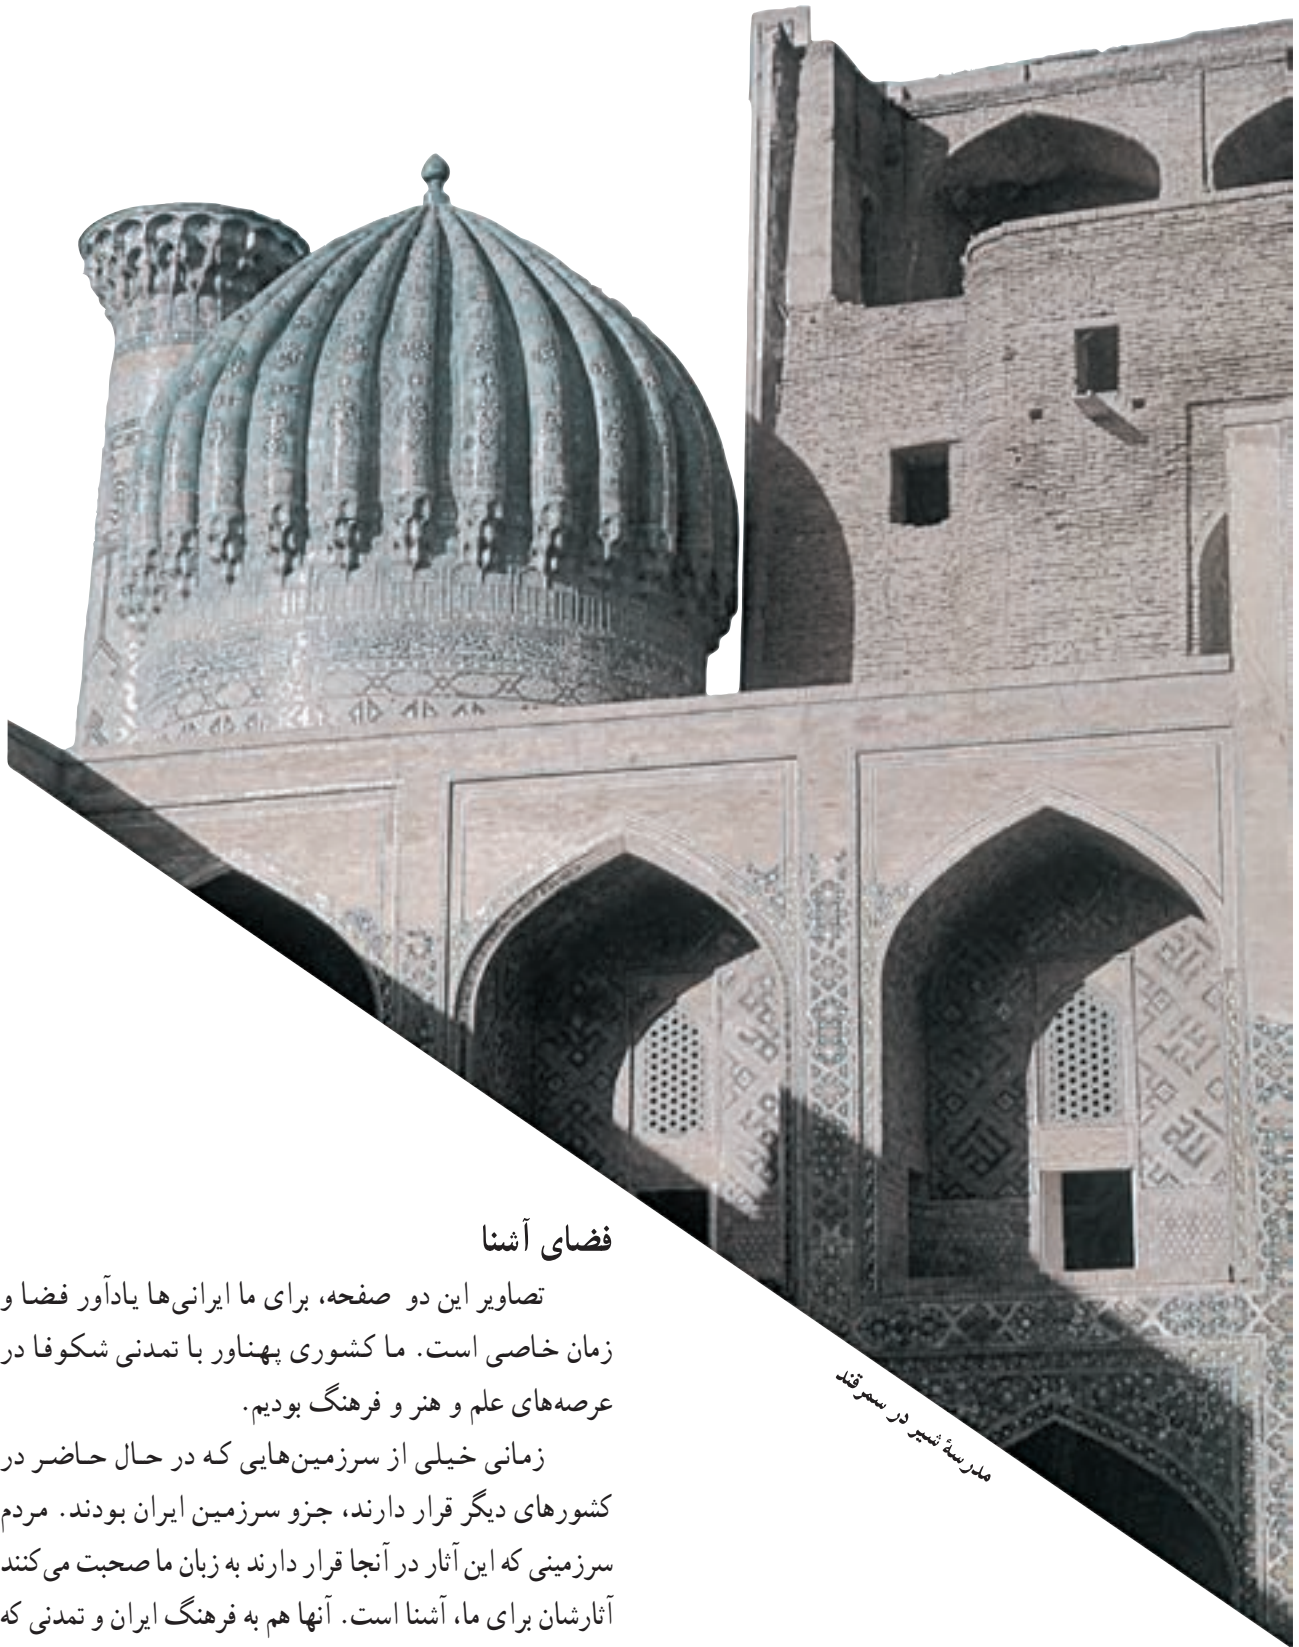 فضای آشنا
تصاویر این دو صفحه، برای ما ایرانی‌ها یادآور فضا و
زمان خاصی است. ما کشوری پهناور با تمدنی شکوفا در
عرصه‌های علم و هنر و فرهنگ بودیم.
زمانی خیلی از سرزمین‌هایی که در حال حاضر در
کشورهای دیگر قرار دارند، جزو سرزمین ایران بودند. مردم
سرزمینی که این آثار در آنجا قرار دارند به زبان ما صحبت می‌کنند
آثارشان برای ما، آشنا است. آنها هم به فرهنگ ایران و تمدنی که
مدرسهٔ شیر در سمرقند